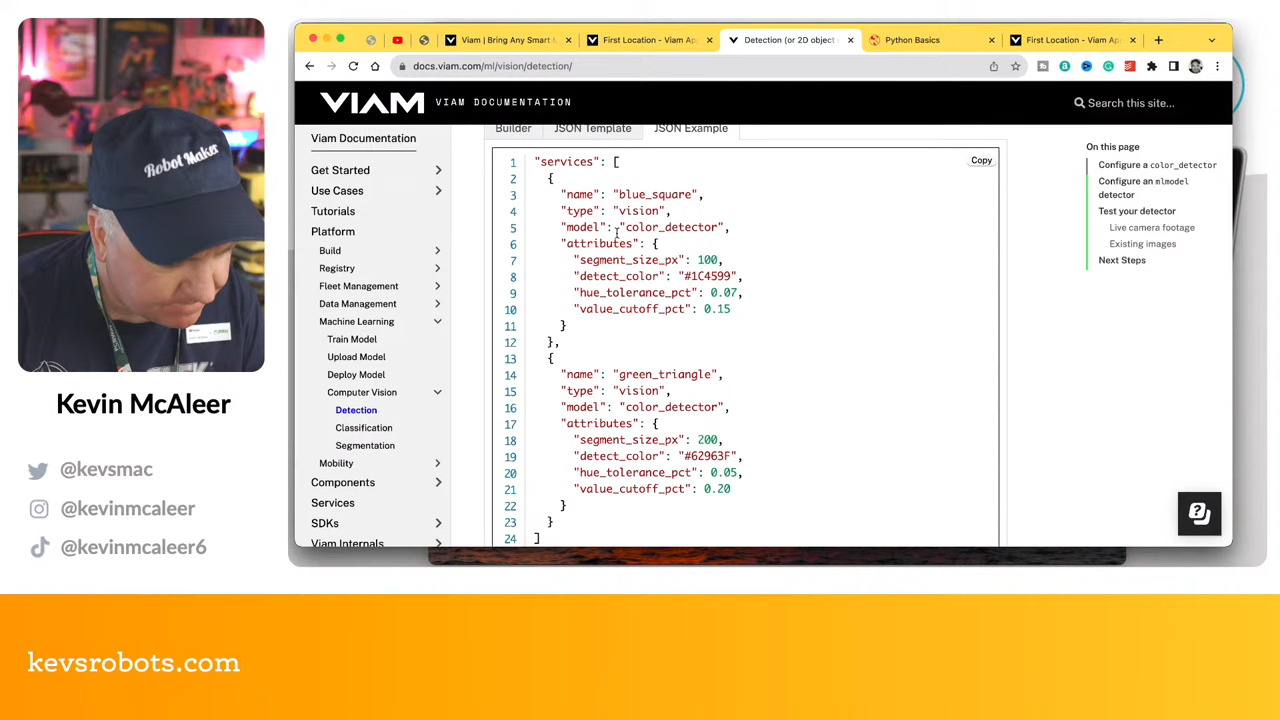 Robot Maker
Kevin McAleer
@kevsmac
@kevinmcaleer
@kevinmcaleer6
kevsrobots.com
Viam | Bring Any Smart M
First Location - Viam App
Detection (or 2D object
Python Basics
First Location - Viam App
docs.viam.com/ml/vision/detection/
VIAM
VIAM DOCUMENTATION
Search this site...
Viam Documentation
Get Started
Use Cases
Tutorials
Platform
Build
Registry
Fleet Management
Data Management
Machine Learning
Train Model
Upload Model
Deploy Model
Computer Vision
Detection
Classification
Segmentation
Mobility
Components
Services
SDKs
Viam Internals
Builder
JSON Template
JSON Example
Copy
1 "services": [
2 {
3 "name": "blue_square",
4 "type": "vision",
5 "model": "color_detector",
6 "attributes": {
7 "segment_size_px": 100,
8 "detect_color": "#1C4599",
9 "hue_tolerance_pct": 0.07,
10 "value_cutoff_pct": 0.15
11 }
12 },
13 {
14 "name": "green_triangle",
15 "type": "vision",
16 "model": "color_detector",
17 "attributes": {
18 "segment_size_px": 200,
19 "detect_color": "#62963F",
20 "hue_tolerance_pct": 0.05,
21 "value_cutoff_pct": 0.20
22 }
23 }
24 ]
On this page
Configure a color_detector
Configure an mlmodel
detector
Test your detector
Live camera footage
Existing images
Next Steps